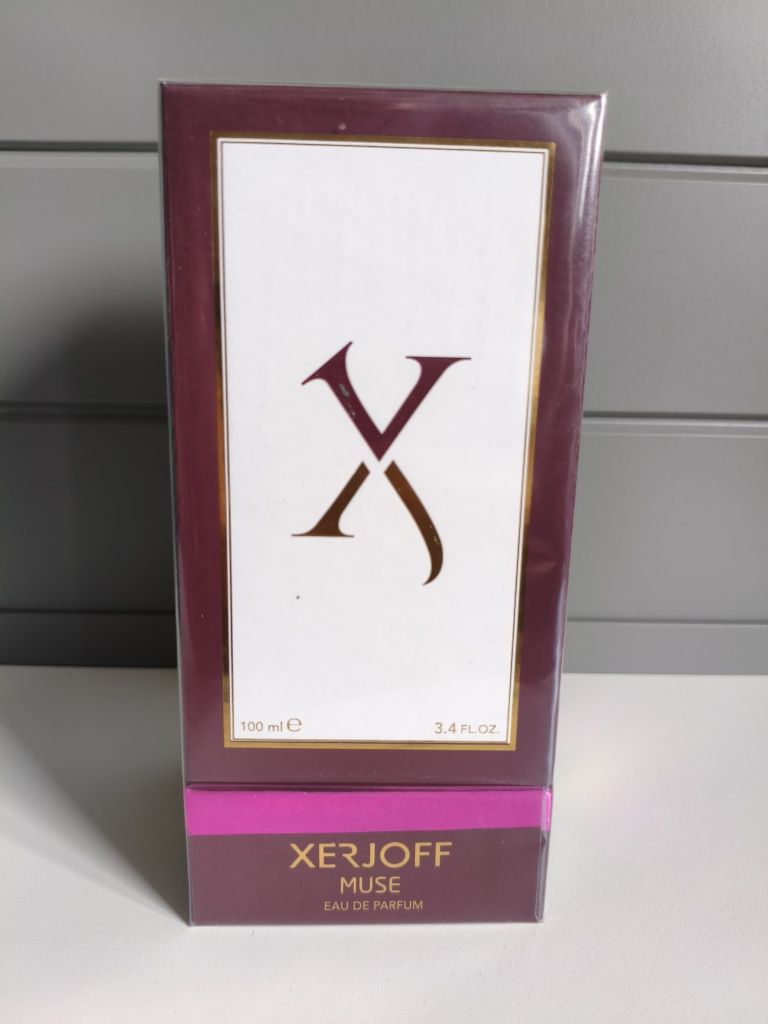 X
100 ml ℮
3.4 FL.OZ.
XERJOFF
MUSE
EAU DE PARFUM